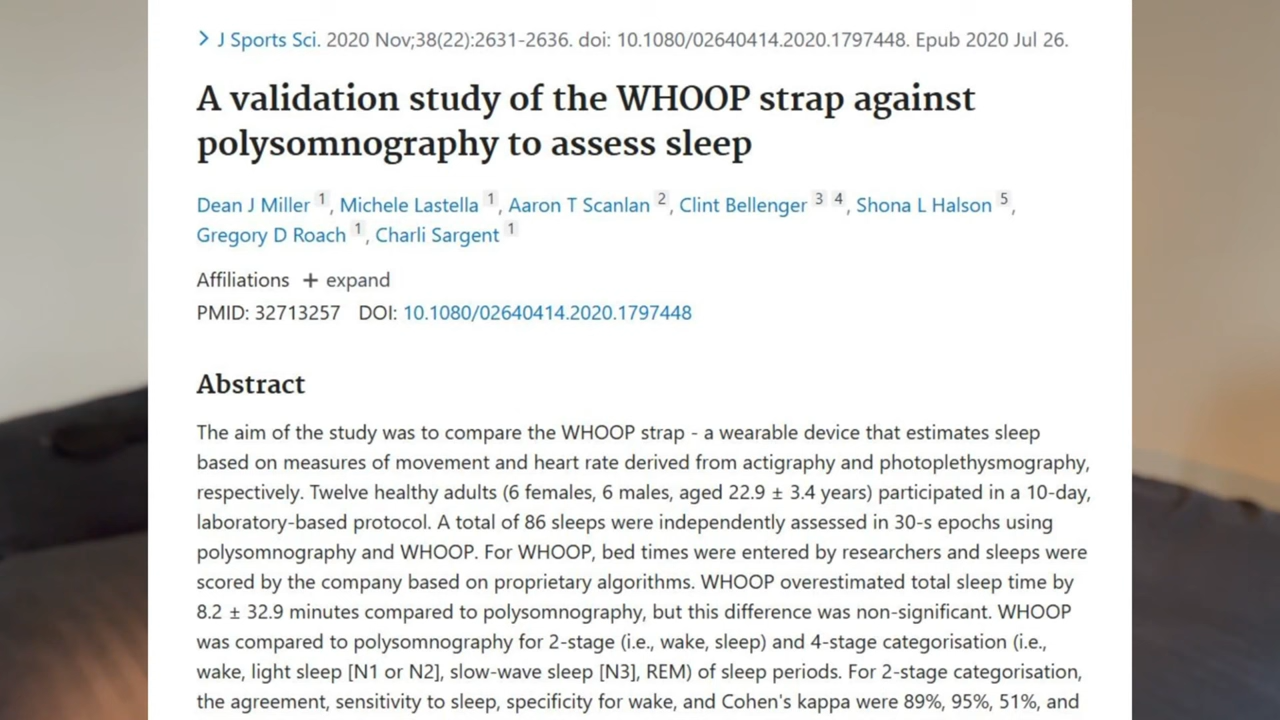 > J Sports Sci. 2020 Nov;38(22):2631-2636. doi: 10.1080/02640414.2020.1797448. Epub 2020 Jul 26.
A validation study of the WHOOP strap against
polysomnography to assess sleep
Dean J Miller 1, Michele Lastella 1, Aaron T Scanlan 2, Clint Bellenger 3 4, Shona L Halson 5,
Gregory D Roach 1, Charli Sargent 1
Affiliations + expand
PMID: 32713257 DOI: 10.1080/02640414.2020.1797448
Abstract
The aim of the study was to compare the WHOOP strap - a wearable device that estimates sleep
based on measures of movement and heart rate derived from actigraphy and photoplethysmography,
respectively. Twelve healthy adults (6 females, 6 males, aged 22.9 ± 3.4 years) participated in a 10-day,
laboratory-based protocol. A total of 86 sleeps were independently assessed in 30-s epochs using
polysomnography and WHOOP. For WHOOP, bed times were entered by researchers and sleeps were
scored by the company based on proprietary algorithms. WHOOP overestimated total sleep time by
8.2 ± 32.9 minutes compared to polysomnography, but this difference was non-significant. WHOOP
was compared to polysomnography for 2-stage (i.e., wake, sleep) and 4-stage categorisation (i.e.,
wake, light sleep [N1 or N2], slow-wave sleep [N3], REM) of sleep periods. For 2-stage categorisation,
the agreement, sensitivity to sleep, specificity for wake, and Cohen's kappa were 89%, 95%, 51%, and